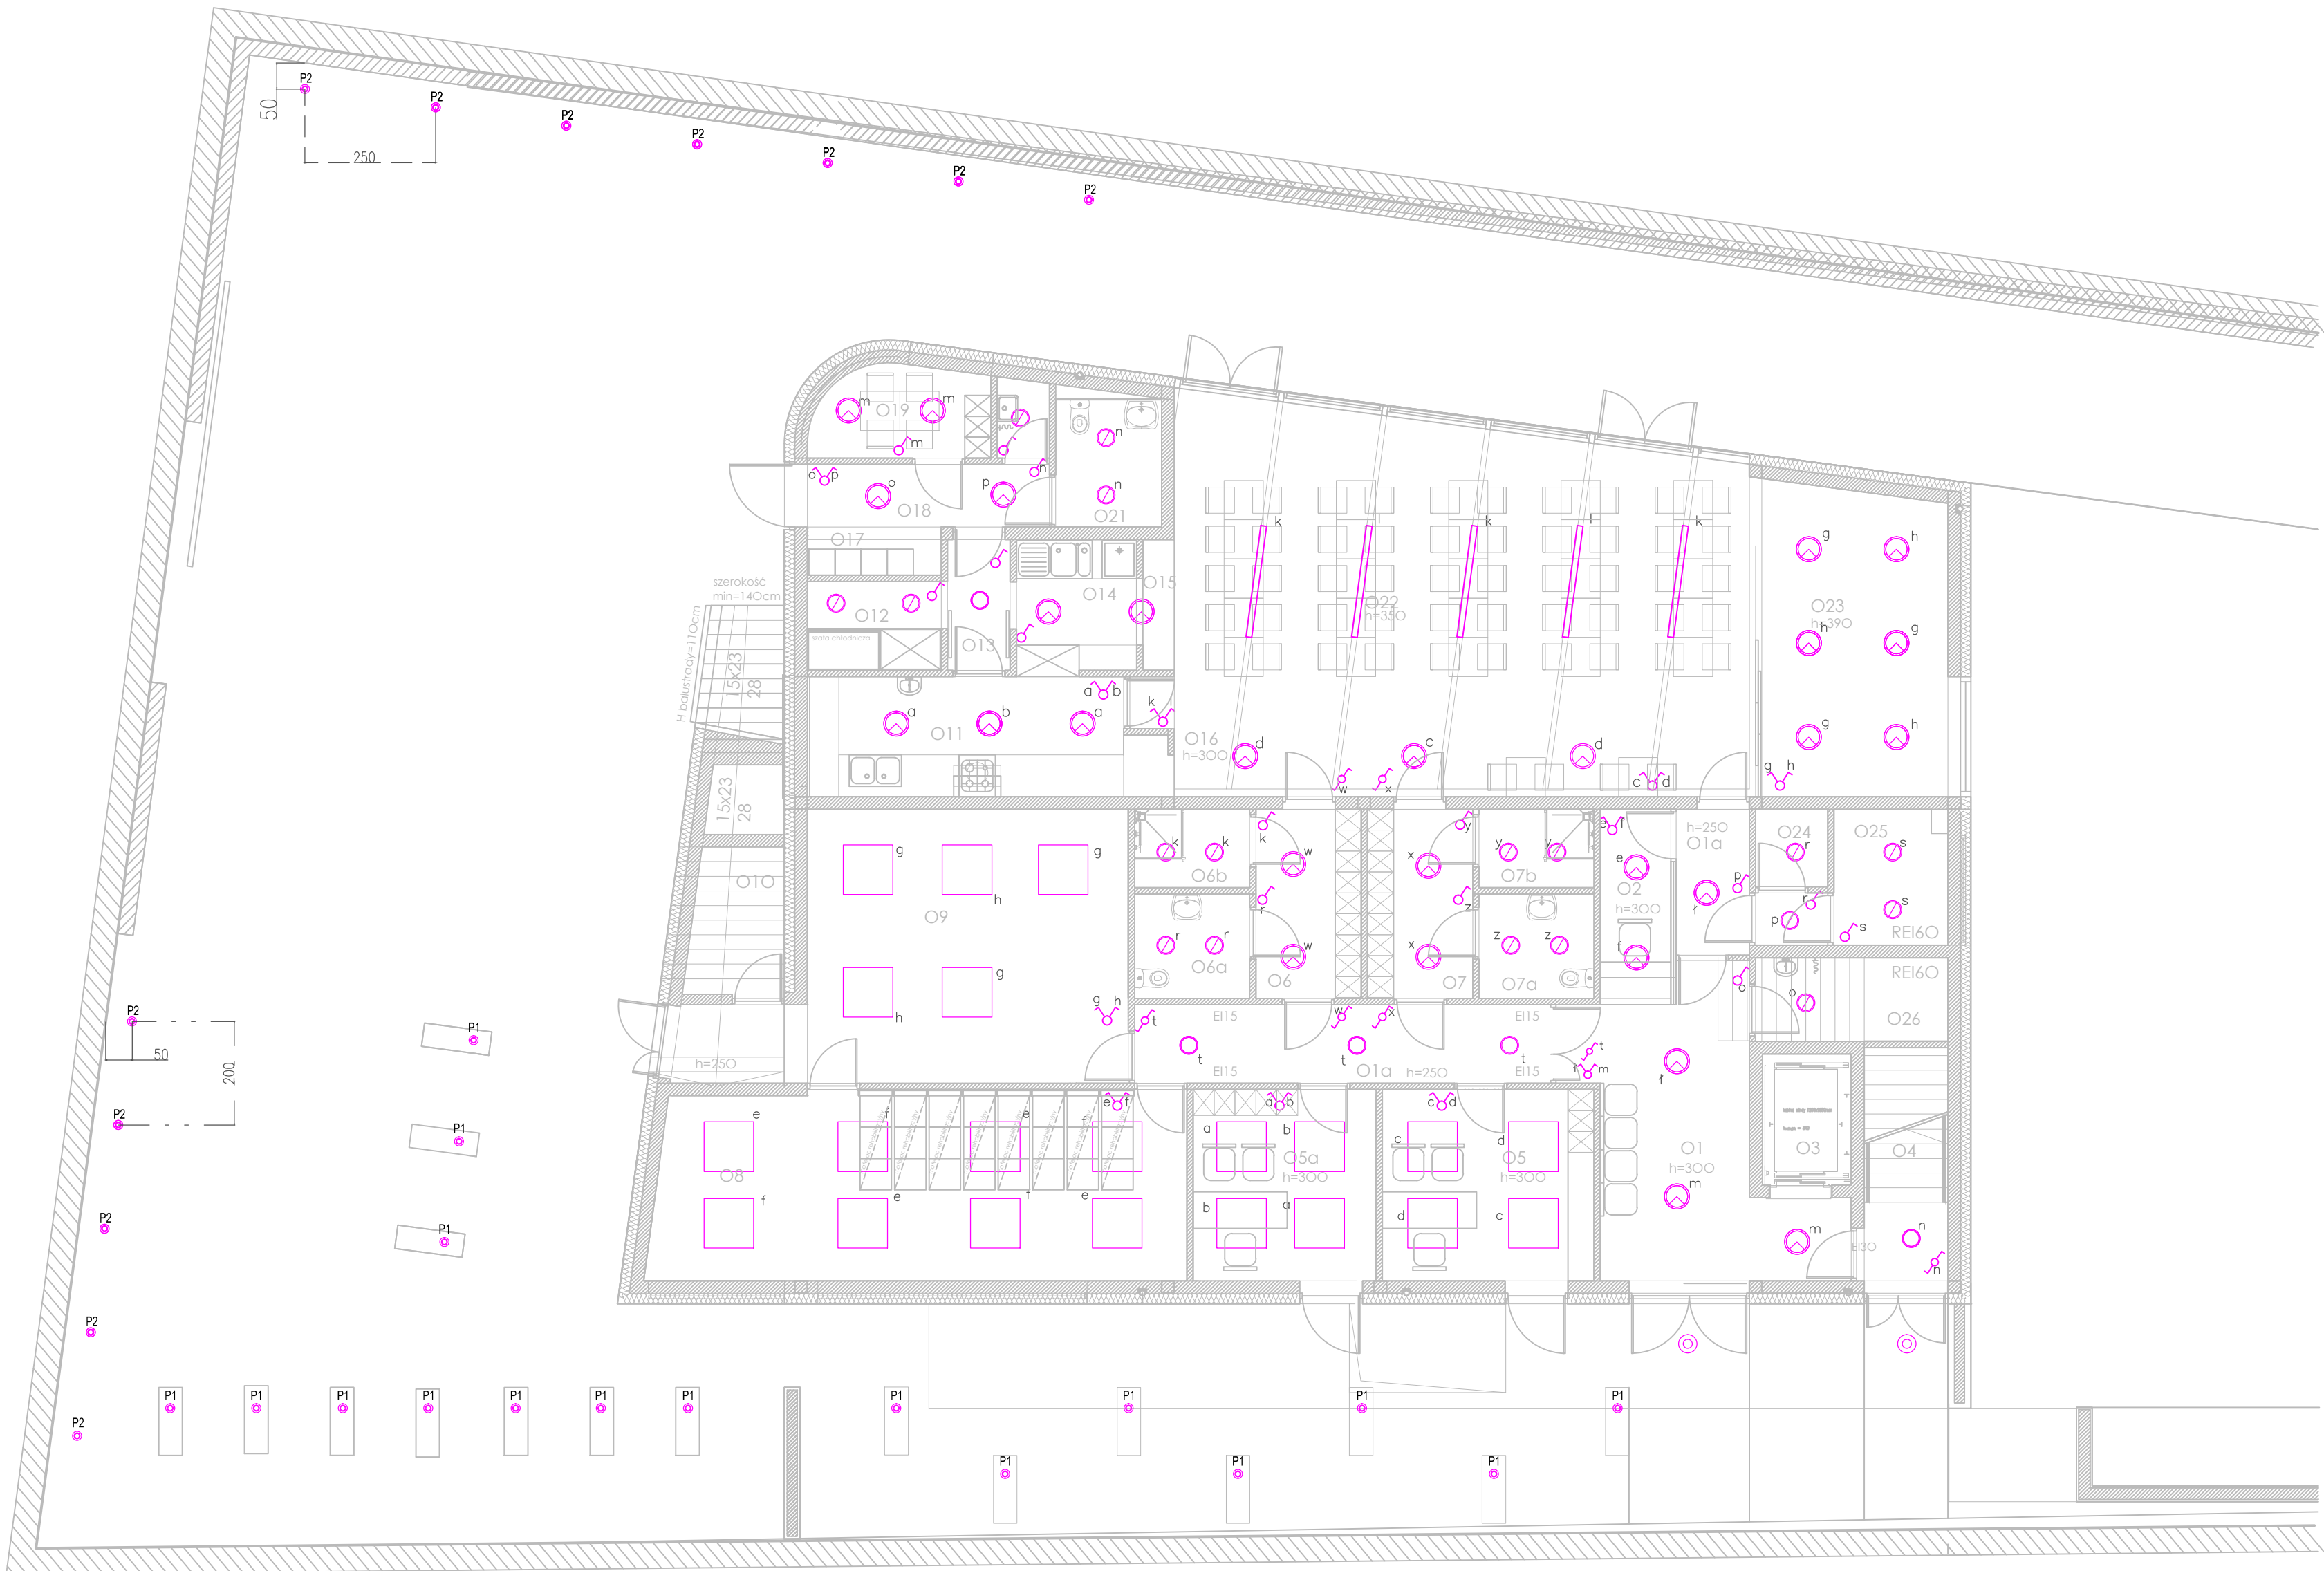 P2
P2
P2
P2
P2
P2
P2
50
250
m
m
O19
m
n
n
n
o
p
o
p
O18
O21
O17
k
l
k
l
k
g
h
szerokość
min=140cm
O12
O14
O15
O22
h=350
O23
h=390
h
g
szafa chłodnicza
O13
H balustrady=110cm
15x23
28
a
b
k
l
a
b
a
O11
O16
h=300
d
c
d
g
h
g
h
c
d
w
x
15x23
28
g
g
h
O10
O9
k
k
k
O6b
w
y
x
y
y
O7b
e
f
e
O2
h=300
h=250
O1a
p
ł
O24
r
O25
s
r
p
s
s
REI60
r
r
r
O6a
w
O6
z
x
O7
z
z
O7a
f
g
h
REI60
o
o
O26
P2
50
200
P1
g
h
t
EI15
w
x
EI15
h=250
t
EI15
t
O1a
h=250
t
EI15
t
ł
m
ł
P2
P1
e
f
e
f
e
f
O8
f
e
f
e
a
b
a
b
O5a
h=300
b
a
c
d
c
d
O5
h=300
d
c
O1
h=300
m
O3
O4
m
n
EI30
n
P2
P1
P2
P2
P1
P1
P1
P1
P1
P1
P1
P1
P1
P1
P1
P1
P1
P1